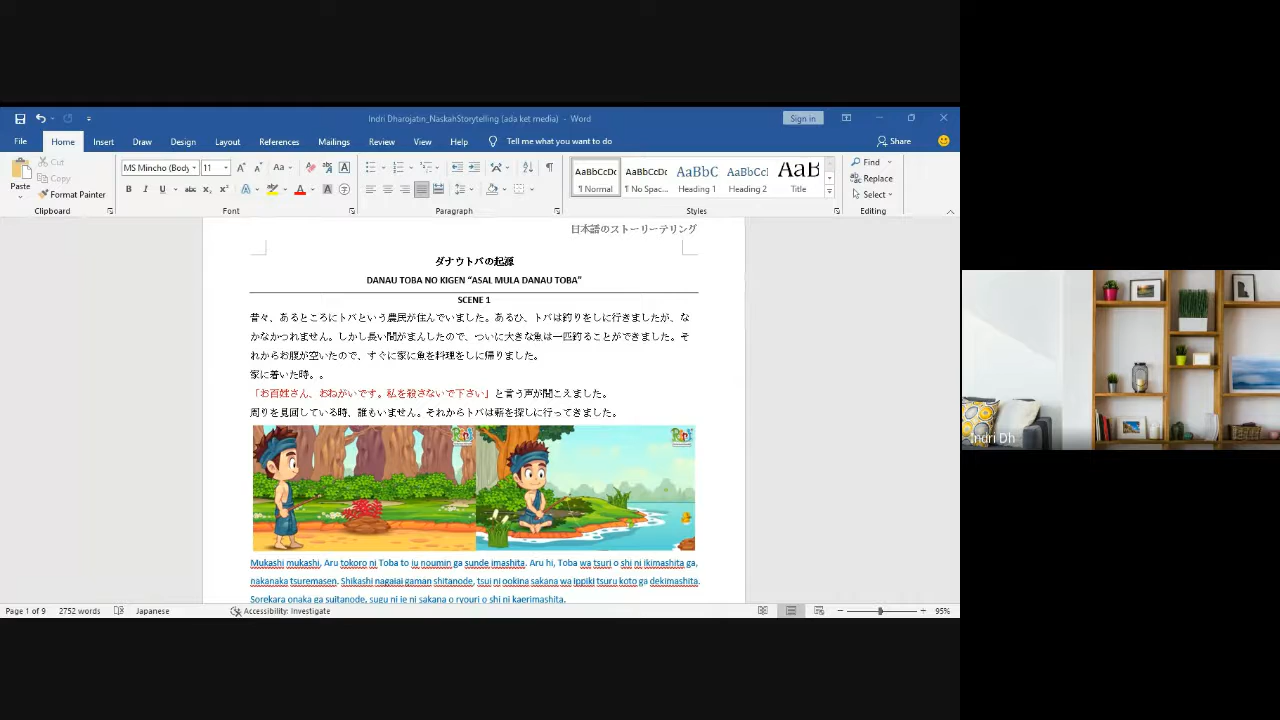 Indri Dharojatin_NaskahStorytelling (ada ket media) - Word
Sign in
File Home Insert Draw Design Layout References Mailings Review View Help Tell me what you want to do Share
Paste
Cut
Copy
Format Painter
Clipboard
MS Mincho (Body 11
Font
Paragraph
AaBbCcDc AaBbCcDc AaBbC AaBbCcI AaB
¶ Normal ¶ No Spac... Heading 1 Heading 2 Title
Styles
Find
Replace
Select
Editing
日本語のストーリーテリング
ダナウトバの起源
DANAU TOBA NO KIGEN “ASAL MULA DANAU TOBA”
SCENE 1
昔々、あるところにトバという農民が住んでいました。あるひ、トバは釣りをしに行きましたが、な
かなかつれません。しかし長い間がまんしたので、ついに大きな魚は一匹釣ることができました。そ
れからお腹が空いたので、すぐに家に魚を料理をしに帰りました。
家に着いた時。。
「お百姓さん、おねがいです。私を殺さないで下さい」と言う声が聞こえました。
周りを見回している時、誰もいません。それからトバは薪を探しに行ってきました。
Mukashi mukashi, Aru tokoro ni Toba to iu noumin ga sunde imashita. Aru hi, Toba wa tsuri o shi ni ikimashita ga,
nakanaka tsuremasen. Shikashi nagaiai gaman shitanode, tsui ni ookina sakana wa ippiki tsuru koto ga dekimashita.
Sorekara onaka ga suitanode, sugu ni ie ni sakana o ryouri o shi ni kaerimashita.
Page 1 of 9 2752 words Japanese Accessibility: Investigate 95%
Indri Dh